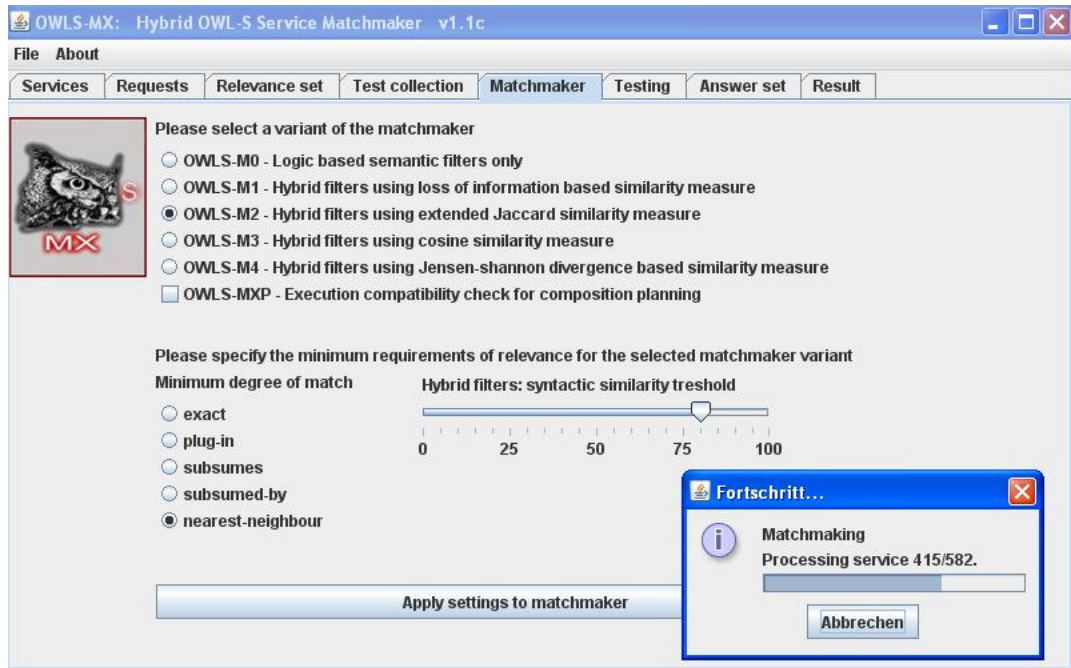 OWLS-MX: Hybrid OWL-S Service Matchmaker v1.1c
File About
Services Requests Relevance set Test collection Matchmaker Testing Answer set Result
S
MX
Please select a variant of the matchmaker
OWLS-M0 - Logic based semantic filters only
OWLS-M1 - Hybrid filters using loss of information based similarity measure
OWLS-M2 - Hybrid filters using extended Jaccard similarity measure
OWLS-M3 - Hybrid filters using cosine similarity measure
OWLS-M4 - Hybrid filters using Jensen-shannon divergence based similarity measure
OWLS-MXP - Execution compatibility check for composition planning
Please specify the minimum requirements of relevance for the selected matchmaker variant
Minimum degree of match
exact
plug-in
subsumes
subsumed-by
nearest-neighbour
Hybrid filters: syntactic similarity treshold
0 25 50 75 100
Apply settings to matchmaker
Fortschritt...
Matchmaking
Processing service 415/582.
Abbrechen